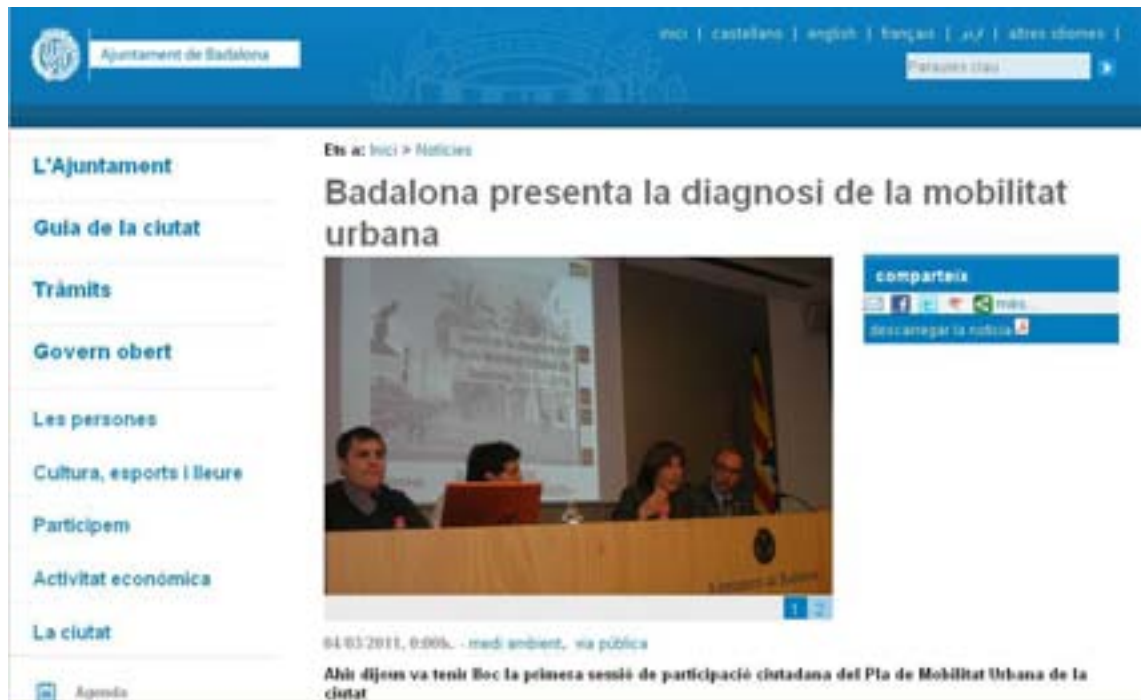 Ajuntament de Badalona
inici | castellano | english | français | اردو | altres idiomes |
Paraules clau
L'Ajuntament
Guia de la ciutat
Tràmits
Govern obert
Les persones
Cultura, esports i lleure
Participem
Activitat econòmica
La ciutat
Agenda
Ets a: Inici > Notícies
Badalona presenta la diagnosi de la mobilitat
urbana
comparteix
més...
descarregar la notícia
1 2
04/03/2011, 0:00h. - medi ambient, via pública
Ahir dijous va tenir lloc la primera sessió de participació ciutadana del Pla de Mobilitat Urbana de la
ciutat